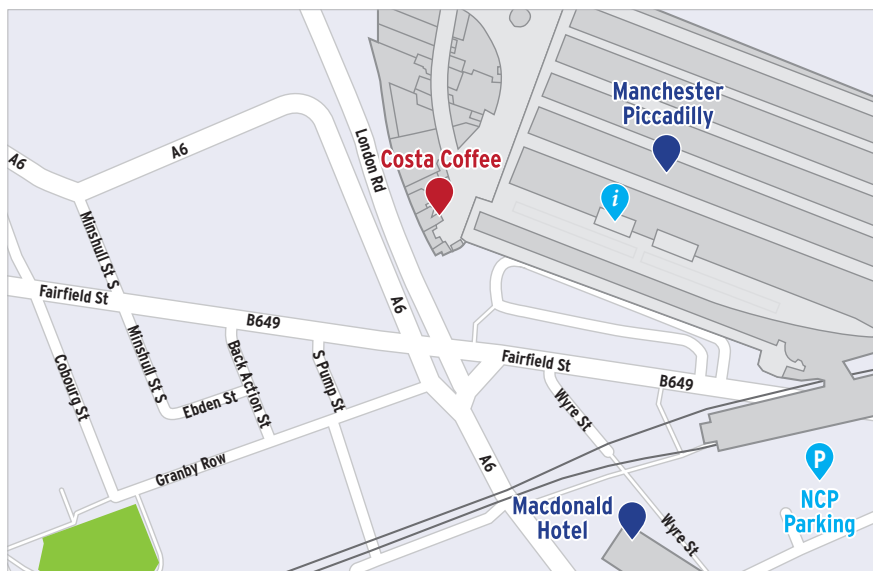 Manchester
Piccadilly
A6
A6
London Rd
Costa Coffee
i
Minshull St S
Fairfield St
B649
A6
Minshull St S
Back Action St
S Pump St
Fairfield St
B649
Cobourg St
Ebden St
Wyre St
Granby Row
A6
P
NCP
Parking
Macdonald
Hotel
Wyre St